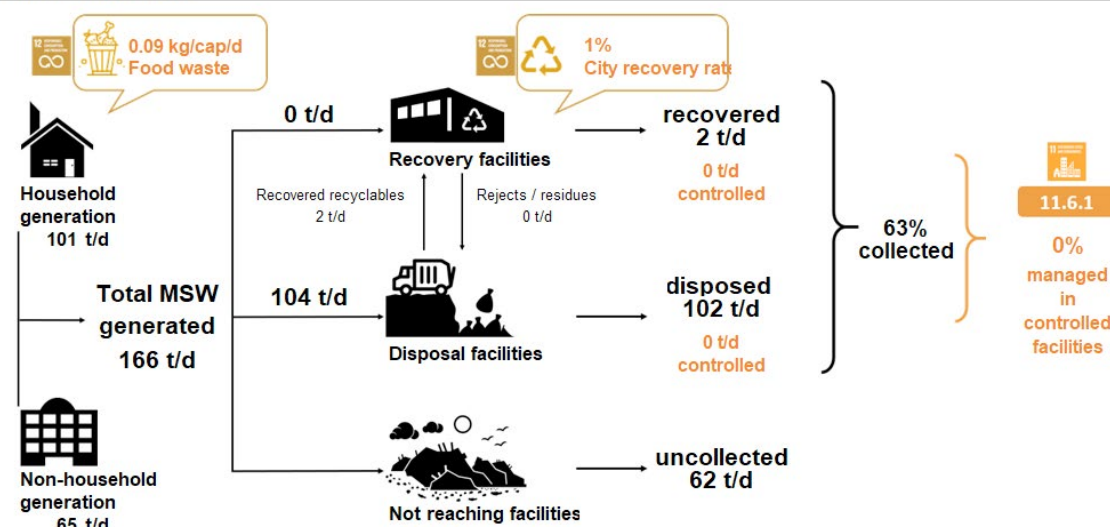 0.09 kg/cap/d
Food waste
1%
City recovery rate
Household
generation
101 t/d
0 t/d
Recovery facilities
recovered
2 t/d
0 t/d
controlled
Recovered recyclables
2 t/d
Rejects / residues
0 t/d
Total MSW
generated
166 t/d
104 t/d
Disposal facilities
disposed
102 t/d
0 t/d
controlled
63%
collected
11.6.1
0%
managed
in
controlled
facilities
Non-household
generation
65 t/d
Not reaching facilities
uncollected
62 t/d